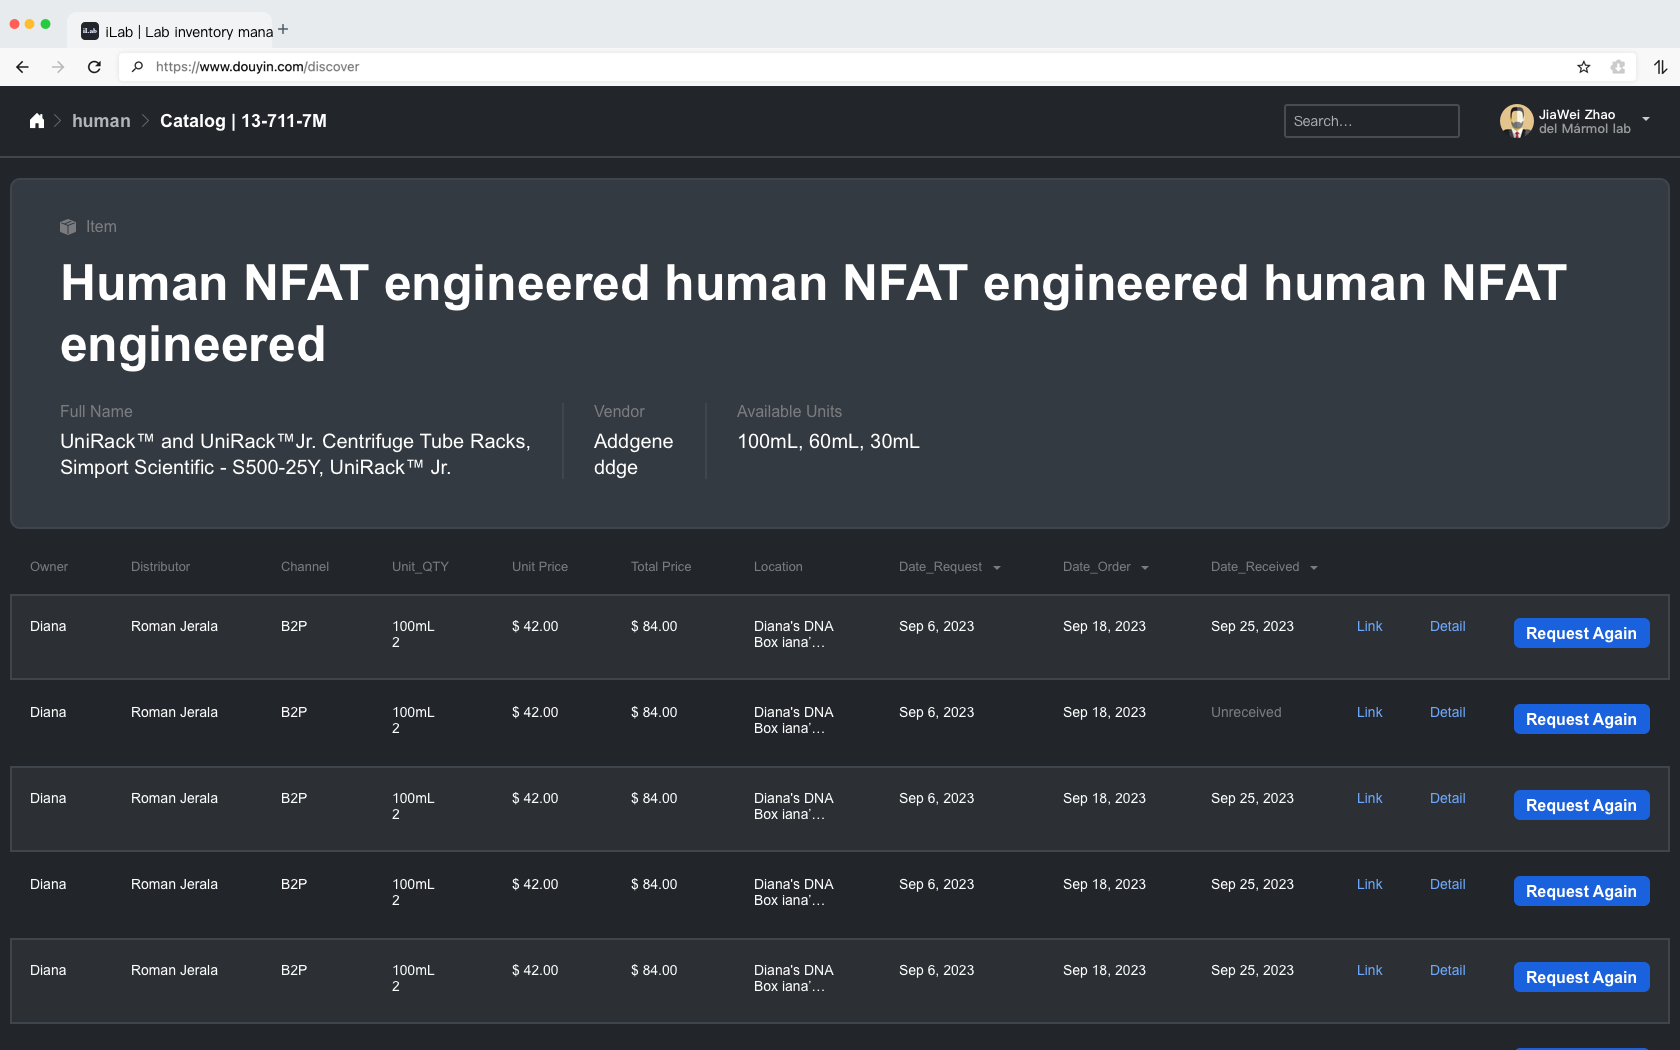 iLab
iLab | Lab inventory mana
https://www.douyin.com/discover
human
Catalog | 13-711-7M
Search...
JiaWei Zhao
del Mármol lab
Item
Human NFAT engineered human NFAT engineered human NFAT
engineered
Full Name
UniRack™ and UniRack™Jr. Centrifuge Tube Racks,
Simport Scientific - S500-25Y, UniRack™ Jr.
Vendor
Addgene
ddge
Available Units
100mL, 60mL, 30mL
Owner Distributor Channel Unit_QTY Unit Price Total Price Location Date_Request Date_Order Date_Received
Diana Roman Jerala B2P 100mL $ 42.00 $ 84.00 Diana's DNA Sep 6, 2023 Sep 18, 2023 Sep 25, 2023 Link Detail Request Again
2 Box iana'...
Diana Roman Jerala B2P 100mL $ 42.00 $ 84.00 Diana's DNA Sep 6, 2023 Sep 18, 2023 Unreceived Link Detail Request Again
2 Box iana'...
Diana Roman Jerala B2P 100mL $ 42.00 $ 84.00 Diana's DNA Sep 6, 2023 Sep 18, 2023 Sep 25, 2023 Link Detail Request Again
2 Box iana'...
Diana Roman Jerala B2P 100mL $ 42.00 $ 84.00 Diana's DNA Sep 6, 2023 Sep 18, 2023 Sep 25, 2023 Link Detail Request Again
2 Box iana'...
Diana Roman Jerala B2P 100mL $ 42.00 $ 84.00 Diana's DNA Sep 6, 2023 Sep 18, 2023 Sep 25, 2023 Link Detail Request Again
2 Box iana'...